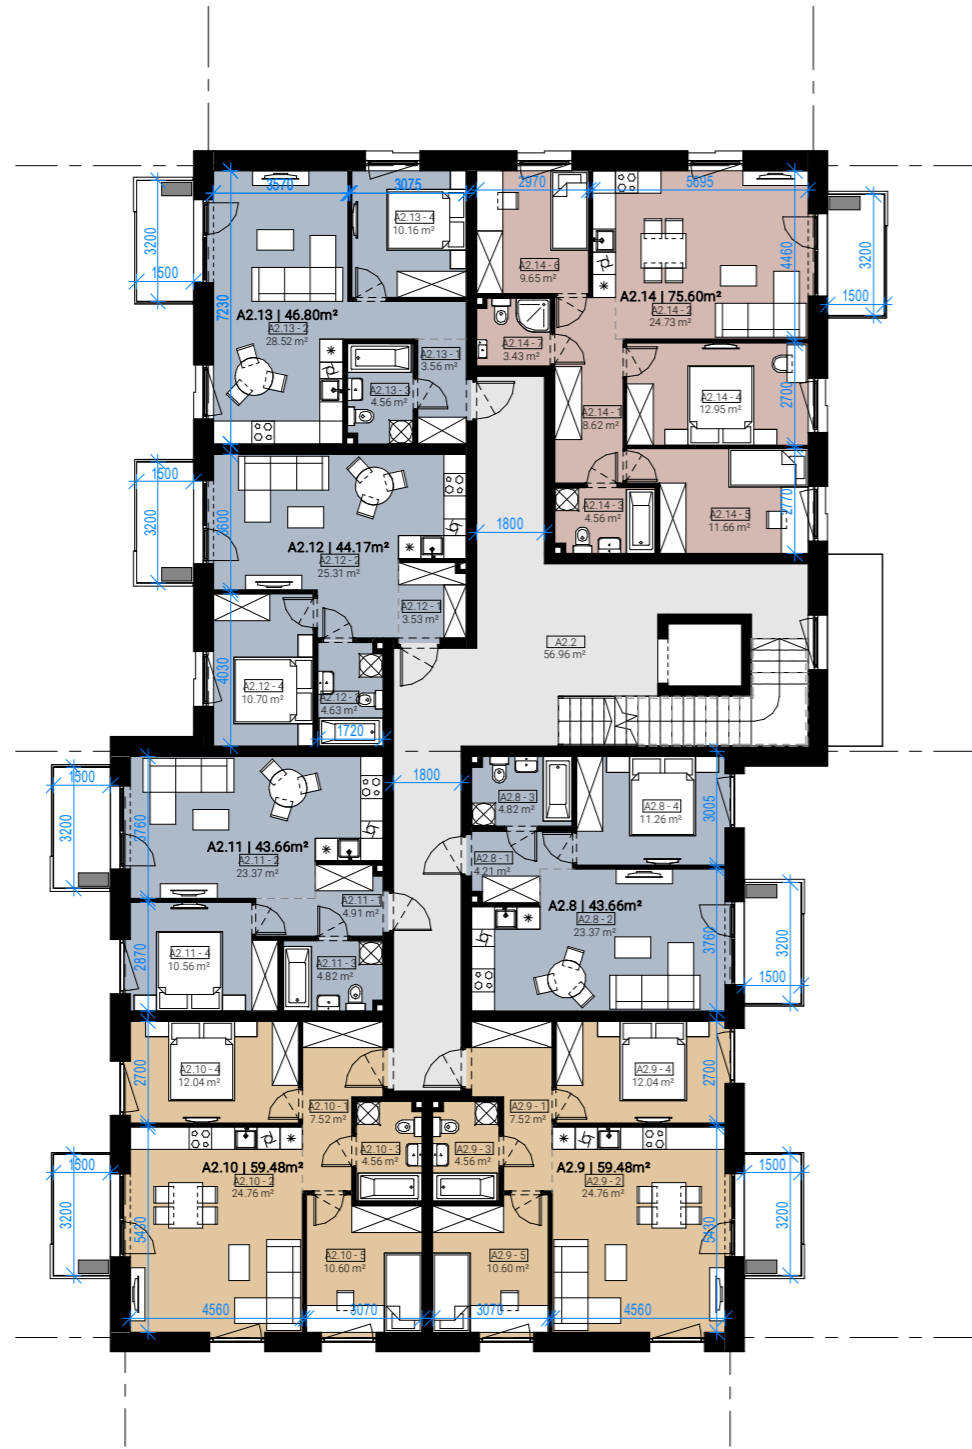 3570
3075
2970
5695
3200
1500
7230
A2.13 - 4
10.16 m²
A2.14 - 6
9.65 m²
4460
3200
1500
A2.13 | 46.80m²
A2.13 - 2
28.52 m²
A2.14 | 75.60m²
A2.14 - 2
24.73 m²
A2.13 - 1
3.56 m²
A2.14 - 7
3.43 m²
A2.13 - 3
4.56 m²
A2.14 - 1
8.62 m²
A2.14 - 4
12.95 m²
2700
1500
3200
3600
A2.12 | 44.17m²
A2.12 - 2
25.31 m²
1800
A2.14 - 3
4.56 m²
A2.14 - 5
11.66 m²
2770
A2.12 - 1
3.53 m²
A2.2
56.96 m²
4030
A2.12 - 4
10.70 m²
4.63 m²
1720
1500
3200
3760
A2.11 | 43.66m²
A2.11 - 2
23.37 m²
1800
A2.8 - 3
4.82 m²
A2.8 - 4
11.26 m²
3005
A2.8 - 1
4.21 m²
A2.11 - 1
4.91 m²
A2.8 | 43.66m²
A2.8 - 2
23.37 m²
3760
3200
1500
2870
A2.11 - 4
10.56 m²
A2.11 - 3
4.82 m²
2700
A2.10 - 4
12.04 m²
A2.10 - 1
7.52 m²
A2.9 - 1
7.52 m²
A2.9 - 4
12.04 m²
2700
1500
3200
5430
A2.10 | 59.48m²
A2.10 - 2
24.76 m²
A2.10 - 3
4.56 m²
A2.9 - 3
4.56 m²
A2.9 | 59.48m²
A2.9 - 2
24.76 m²
5430
1500
3200
A2.10 - 5
10.60 m²
A2.9 - 5
10.60 m²
4560
3070
3070
4560